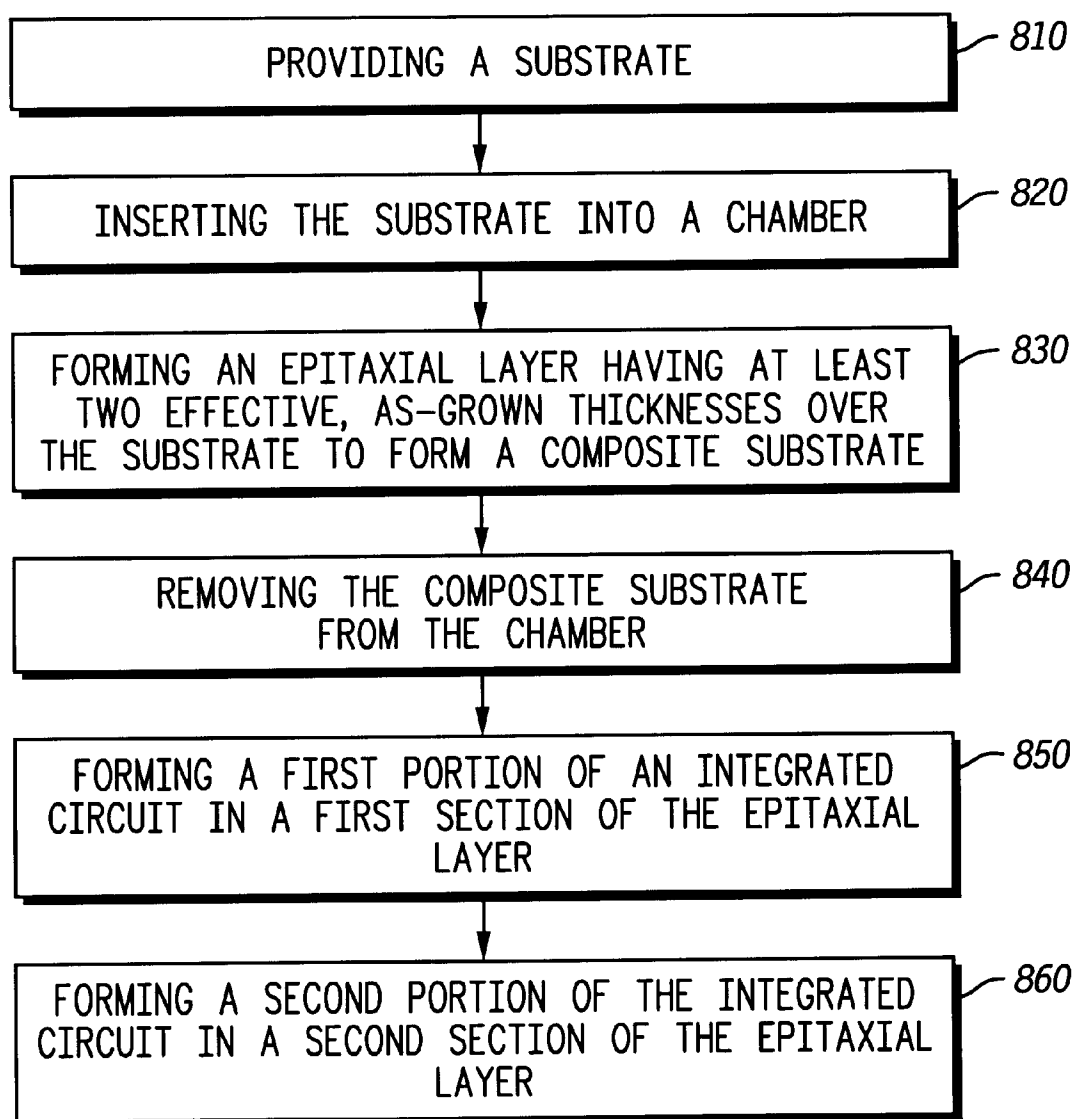 810
PROVIDING A SUBSTRATE
820
INSERTING THE SUBSTRATE INTO A CHAMBER
830
FORMING AN EPITAXIAL LAYER HAVING AT LEAST
TWO EFFECTIVE, AS-GROWN THICKNESSES OVER
THE SUBSTRATE TO FORM A COMPOSITE SUBSTRATE
840
REMOVING THE COMPOSITE SUBSTRATE
FROM THE CHAMBER
850
FORMING A FIRST PORTION OF AN INTEGRATED
CIRCUIT IN A FIRST SECTION OF THE EPITAXIAL
LAYER
860
FORMING A SECOND PORTION OF THE INTEGRATED
CIRCUIT IN A SECOND SECTION OF THE EPITAXIAL
LAYER